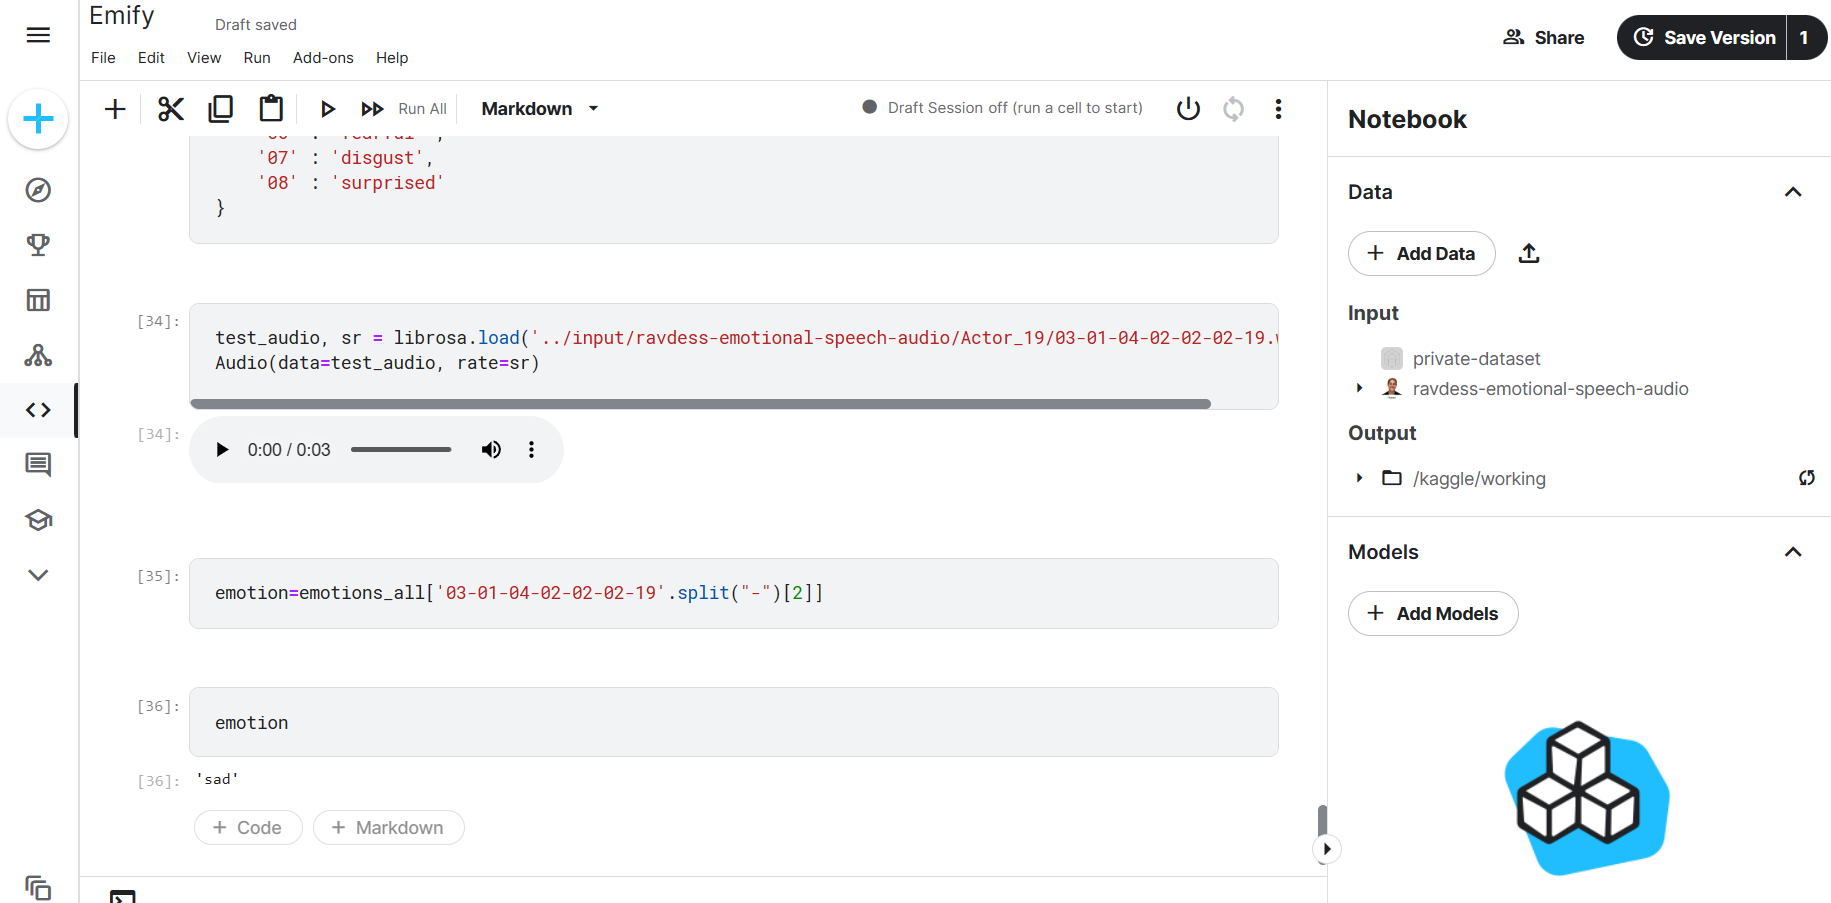 Emify
Draft saved
File Edit View Run Add-ons Help
Share
Save Version 1
Run All
Markdown
Draft Session off (run a cell to start)
'07' : 'disgust',
'08' : 'surprised'
}
[34]:
test_audio, sr = librosa.load('../input/ravdess-emotional-speech-audio/Actor_19/03-01-04-02-02-02-19.
Audio(data=test_audio, rate=sr)
[34]:
0:00 / 0:03
[35]:
emotion=emotions_all['03-01-04-02-02-02-19'.split("-")[2]]
[36]:
emotion
[36]:
'sad'
+ Code
+ Markdown
Notebook
Data
+ Add Data
Input
private-dataset
ravdess-emotional-speech-audio
Output
/kaggle/working
Models
+ Add Models